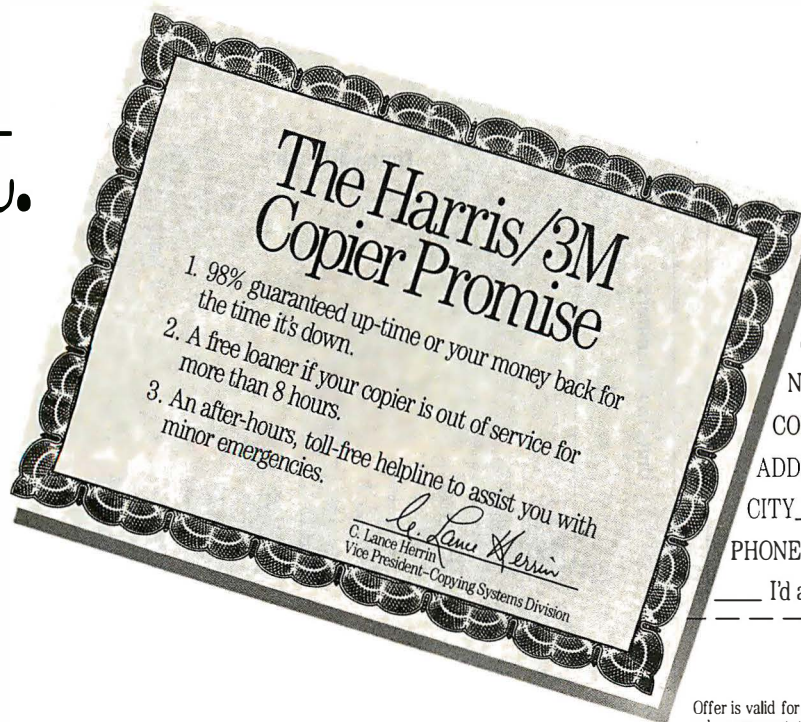 The Harris/3M
Copier Promise
1. 98% guaranteed up-time or your money back for
the time it's down.
2. A free loaner if your copier is out of service for
more than 8 hours.
3. An after-hours, toll-free helpline to assist you with
minor emergencies.
C. Lance Herrin
C. Lance Herrin
Vice President–Copying Systems Division
N
CO
ADD
CITY
PHONE
I'd a
Offer is valid for